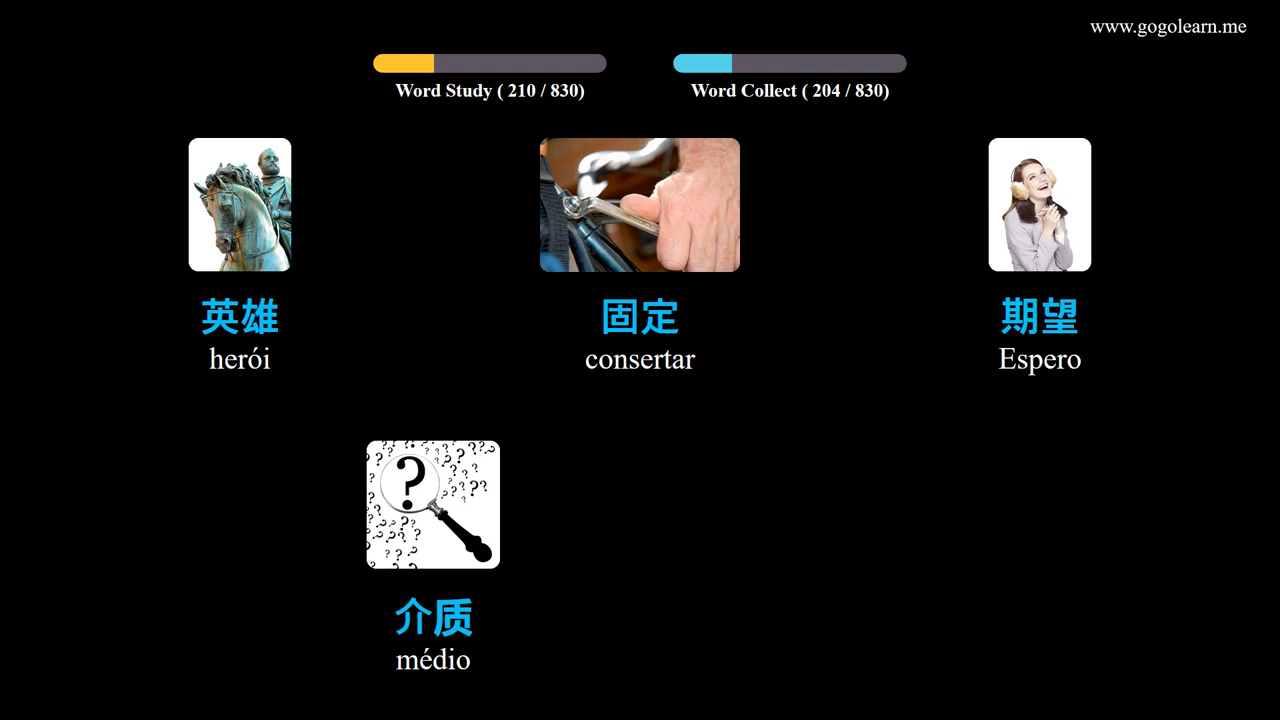 www.gogolearn.me
Word Study ( 210 / 830)
Word Collect ( 204 / 830)
英雄
herói
固定
consertar
期望
Espero
介质
médio